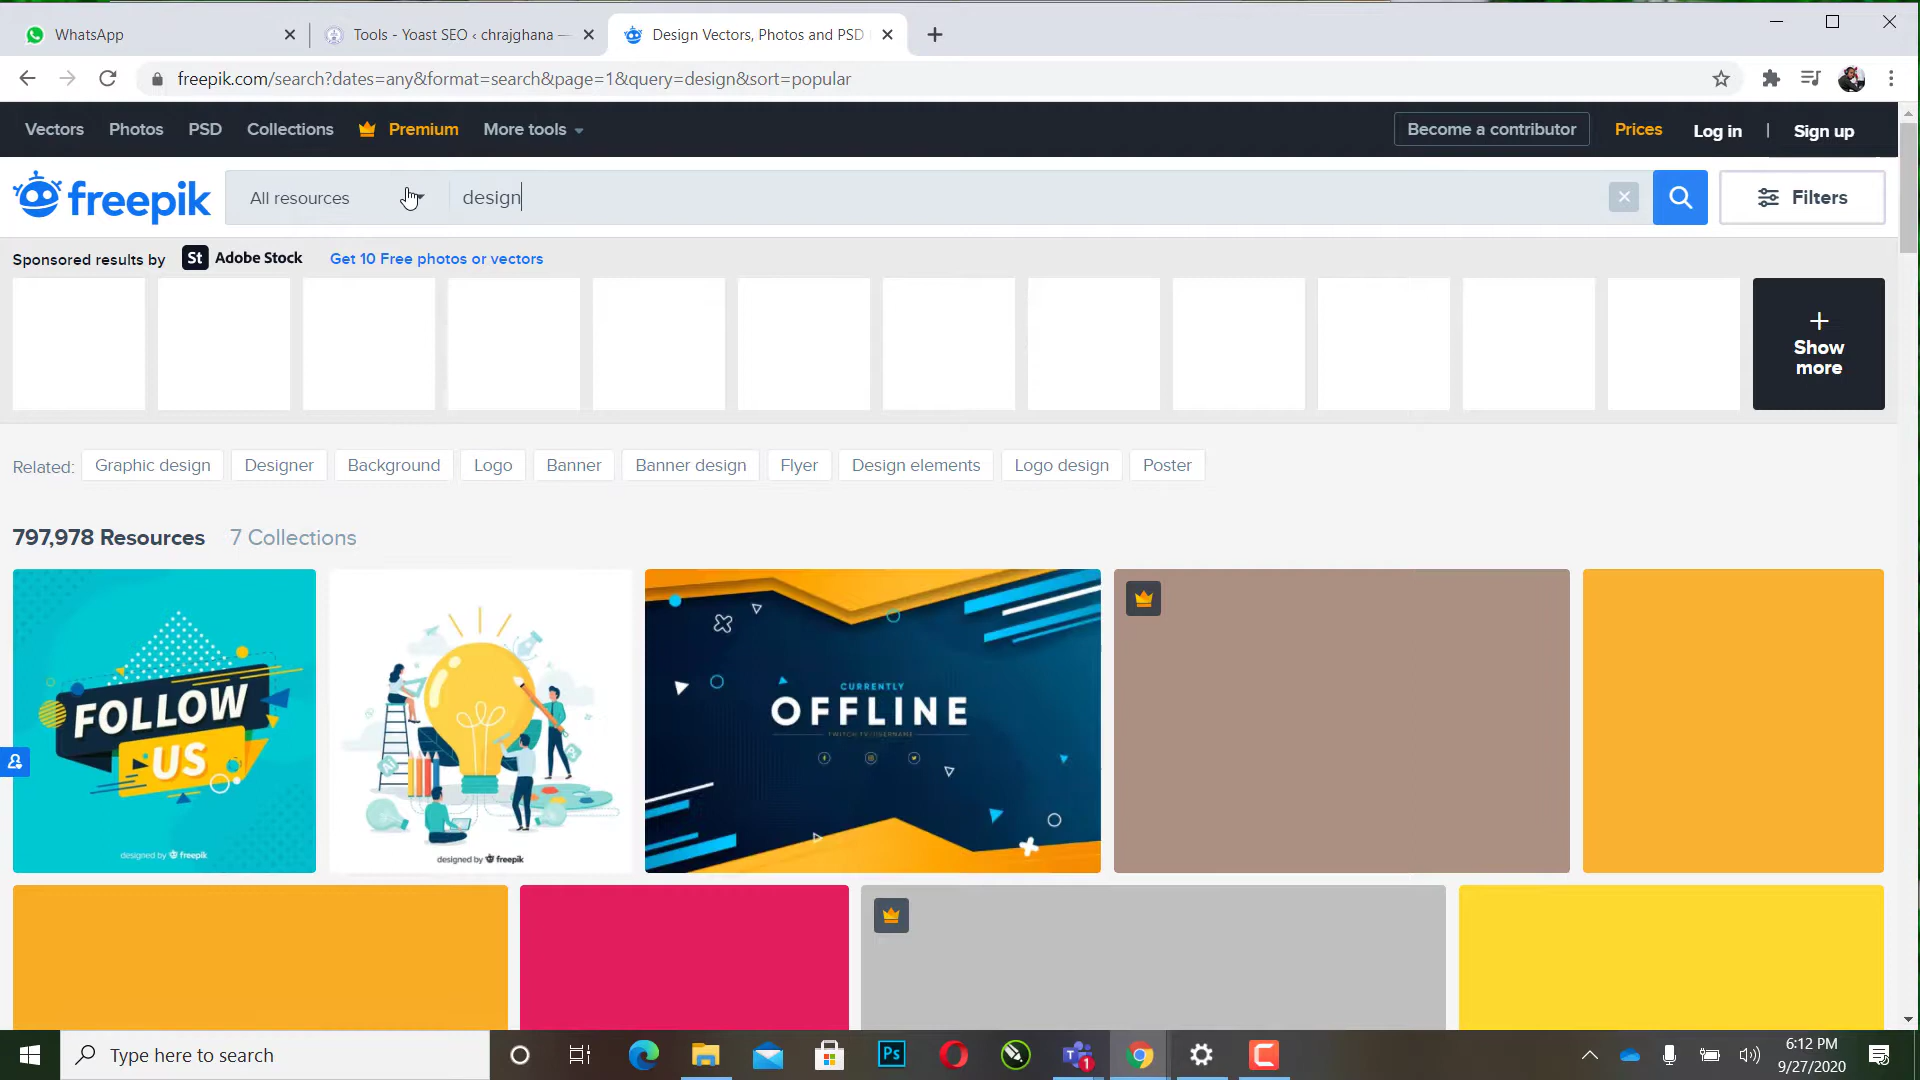 WhatsApp
Tools - Yoast SEO ‹ chrajghana —
Design Vectors, Photos and PSD
freepik.com/search?dates=any&format=search&page=1&query=design&sort=popular
Vectors Photos PSD Collections Premium More tools Become a contributor Prices Log in | Sign up
freepik All resources design Filters
Sponsored results by St Adobe Stock Get 10 Free photos or vectors
+ Show
more
Related: Graphic design Designer Background Logo Banner Banner design Flyer Design elements Logo design Poster
797,978 Resources 7 Collections
FOLLOW
US
designed by freepik
designed by freepik
CURRENTLY
OFFLINE
TWITCH.TV/USERNAME
Type here to search
Ps
1
6:12 PM
9/27/2020